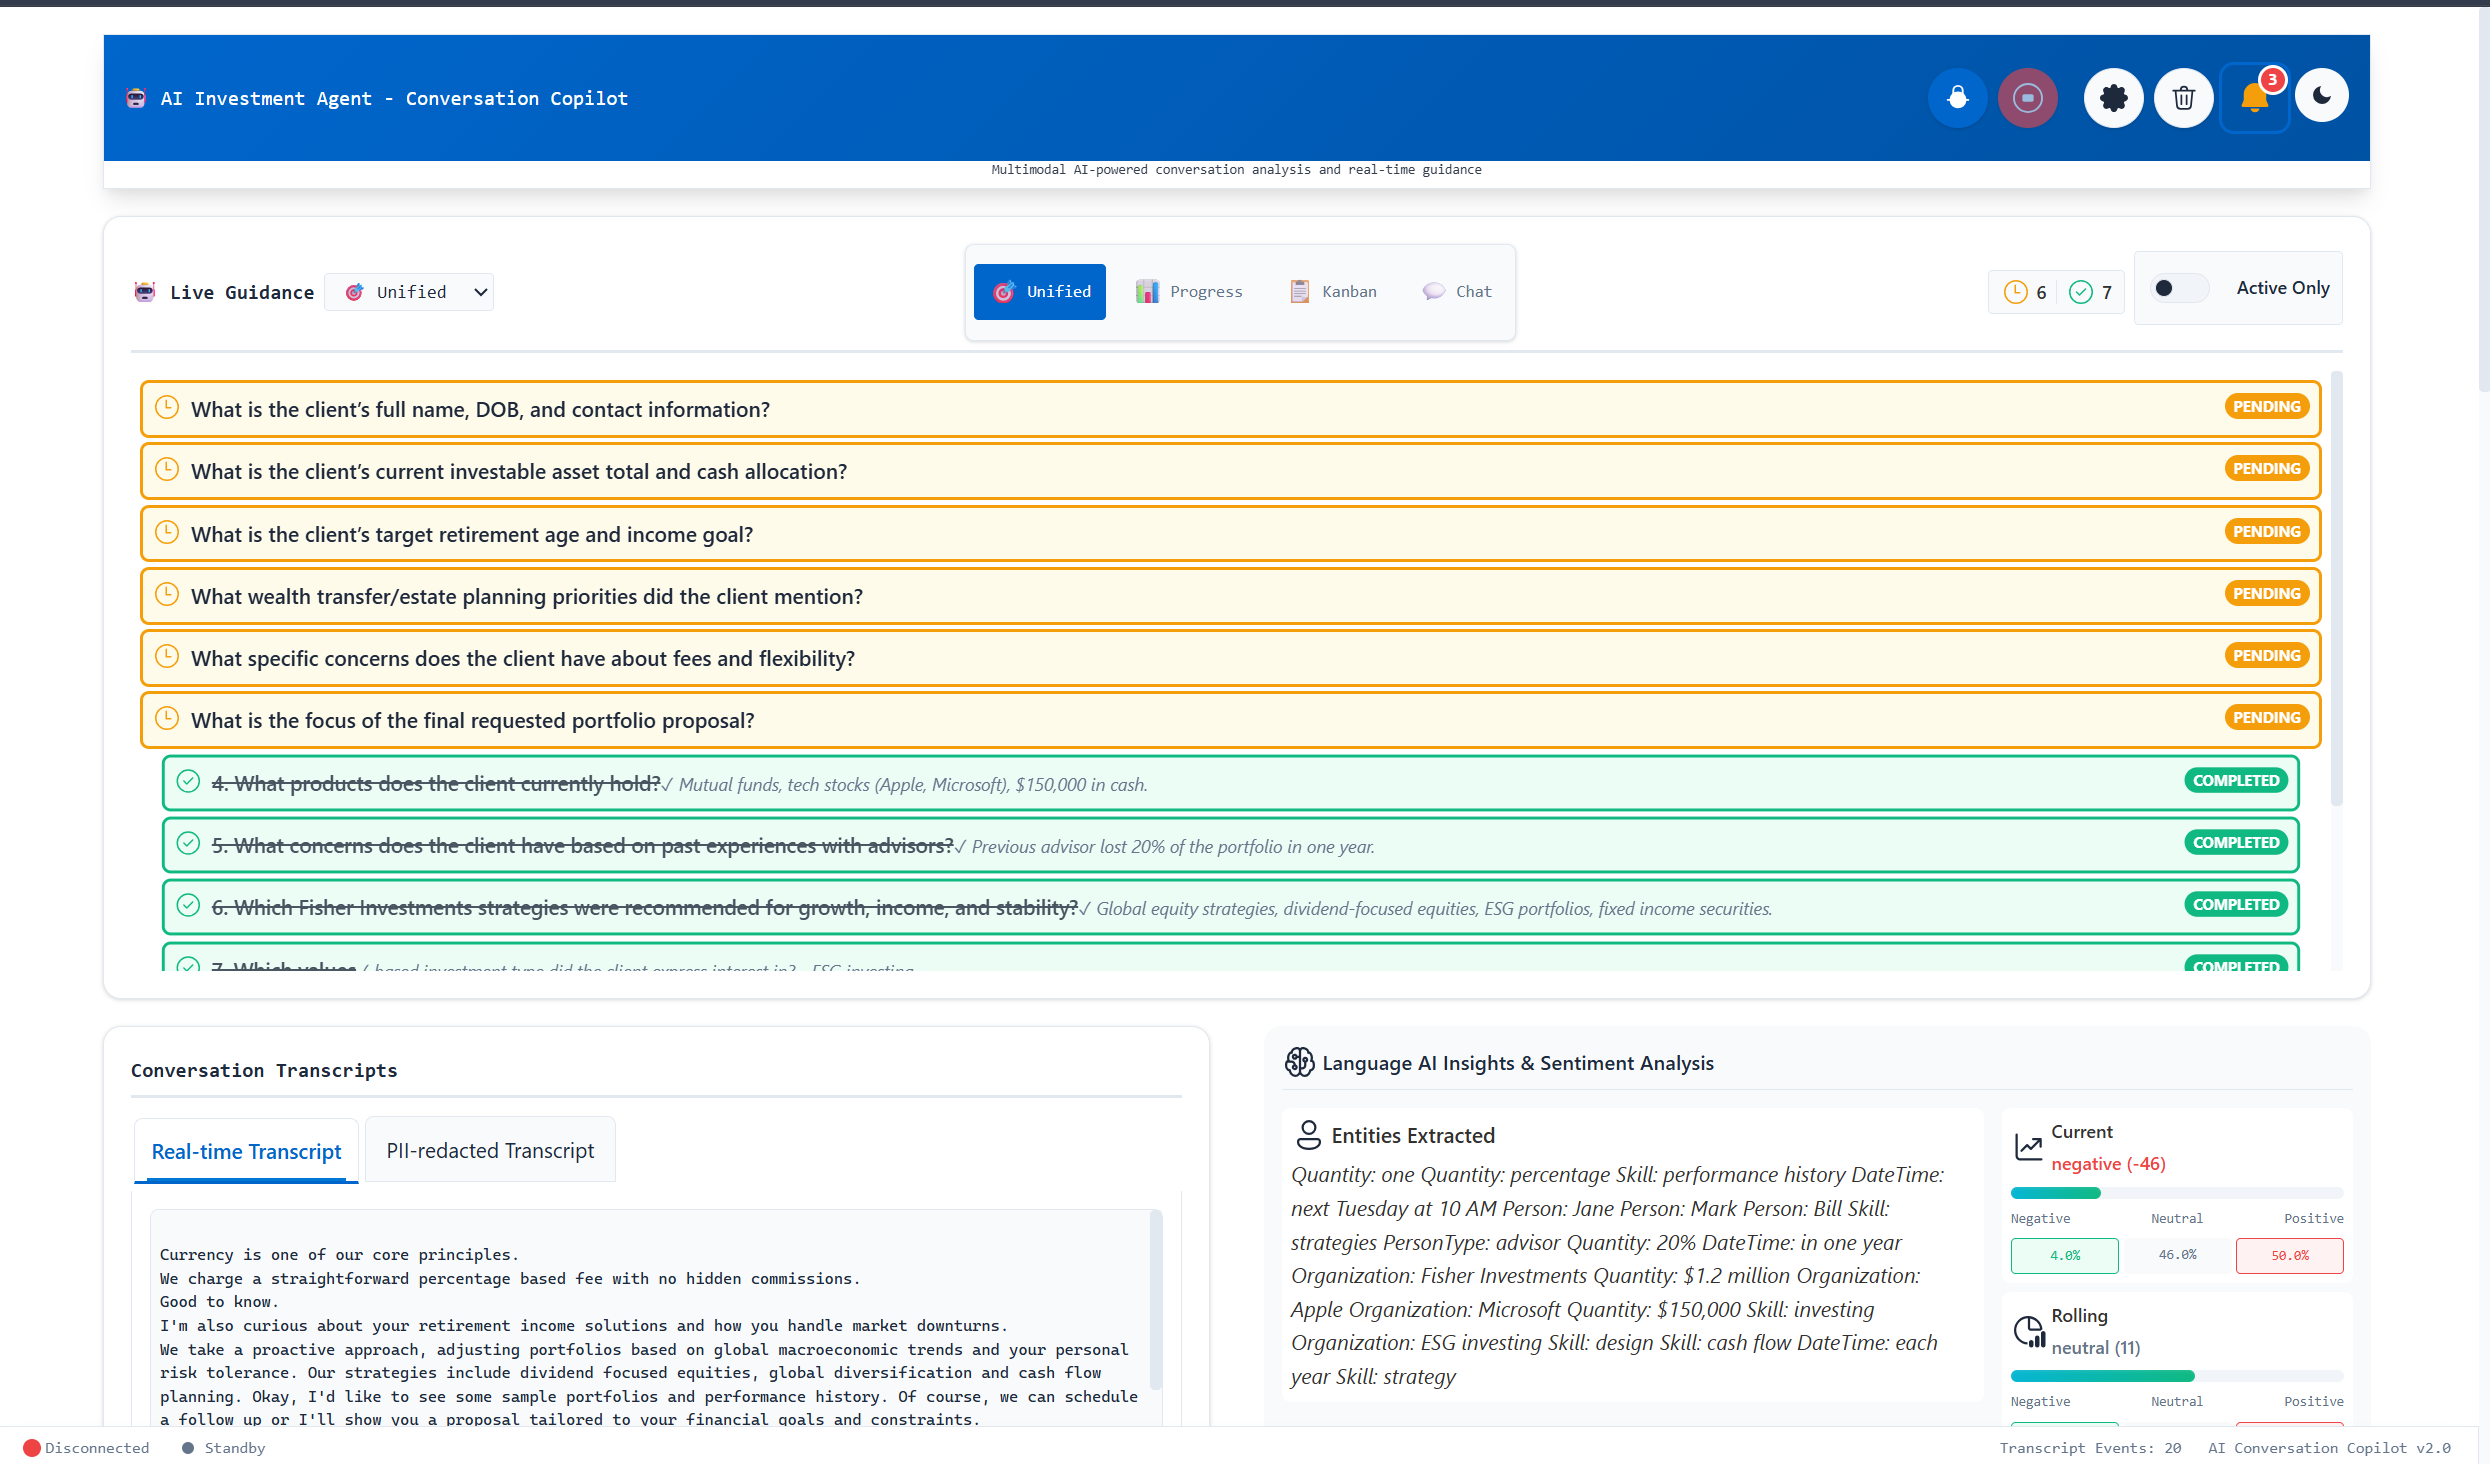 AI Investment Agent - Conversation Copilot
3
Multimodal AI-powered conversation analysis and real-time guidance
Live Guidance
Unified
Unified
Progress
Kanban
Chat
6
7
Active Only
What is the client’s full name, DOB, and contact information?
PENDING
What is the client’s current investable asset total and cash allocation?
PENDING
What is the client’s target retirement age and income goal?
PENDING
What wealth transfer/estate planning priorities did the client mention?
PENDING
What specific concerns does the client have about fees and flexibility?
PENDING
What is the focus of the final requested portfolio proposal?
PENDING
4. What products does the client currently hold?✓ Mutual funds, tech stocks (Apple, Microsoft), $150,000 in cash.
COMPLETED
5. What concerns does the client have based on past experiences with advisors?✓ Previous advisor lost 20% of the portfolio in one year.
COMPLETED
6. Which Fisher Investments strategies were recommended for growth, income, and stability?✓ Global equity strategies, dividend-focused equities, ESG portfolios, fixed income securities.
COMPLETED
7. Which values✓ based investment type did the client express interest in? – ESG investing
COMPLETED
Conversation Transcripts
Real-time Transcript
PII-redacted Transcript
Currency is one of our core principles.
We charge a straightforward percentage based fee with no hidden commissions.
Good to know.
I'm also curious about your retirement income solutions and how you handle market downturns.
We take a proactive approach, adjusting portfolios based on global macroeconomic trends and your personal
risk tolerance. Our strategies include dividend focused equities, global diversification and cash flow
planning. Okay, I'd like to see some sample portfolios and performance history. Of course, we can schedule
a follow up or I'll show you a proposal tailored to your financial goals and constraints.
Language AI Insights & Sentiment Analysis
Entities Extracted
Quantity: one Quantity: percentage Skill: performance history DateTime:
next Tuesday at 10 AM Person: Jane Person: Mark Person: Bill Skill:
strategies PersonType: advisor Quantity: 20% DateTime: in one year
Organization: Fisher Investments Quantity: $1.2 million Organization:
Apple Organization: Microsoft Quantity: $150,000 Skill: investing
Organization: ESG investing Skill: design Skill: cash flow DateTime: each
year Skill: strategy
Current
negative (-46)
Negative
Neutral
Positive
4.0%
46.0%
50.0%
Rolling
neutral (11)
Negative
Neutral
Positive
Disconnected
Standby
Transcript Events: 20
AI Conversation Copilot v2.0